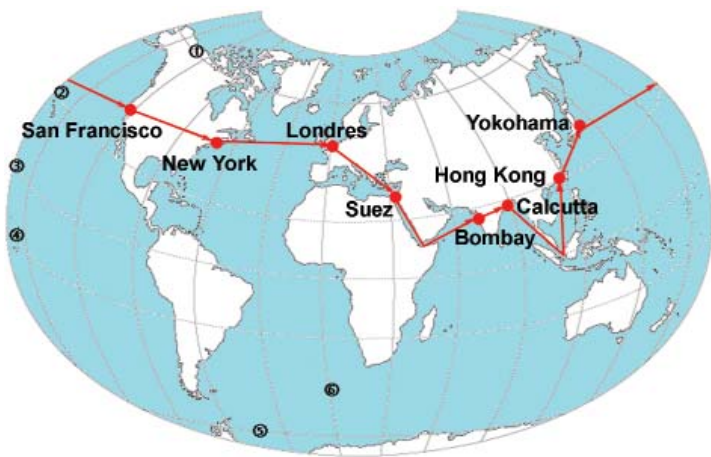 ①
②
San Francisco
New York
Londres
Yokohama
③
Hong Kong
Suez
Calcutta
Bombay
④
⑥
⑤